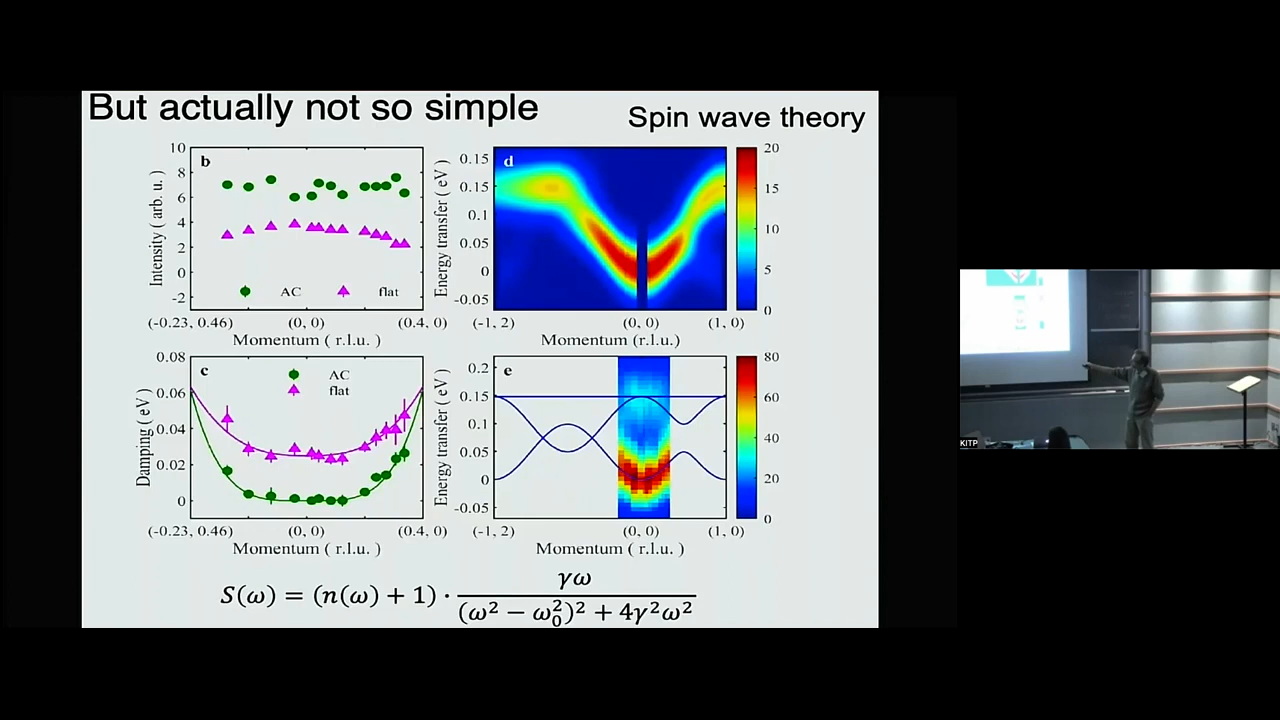 But actually not so simple
Spin wave theory
b
10
8
6
4
2
0
-2
Intensity ( arb. u. )
AC
flat
(-0.23, 0.46)
(0, 0)
(0.4, 0)
Momentum ( r.l.u. )
d
0.15
0.15
0.1
0.05
0
-0.05
Energy transfer ( eV )
(-1, 2)
(0, 0)
(1, 0)
Momentum (r.l.u.)
20
15
10
5
0
c
0.08
0.06
0.04
0.02
0
Damping ( eV )
AC
flat
(-0.23, 0.46)
(0, 0)
(0.4, 0)
Momentum ( r.l.u. )
e
0.2
0.15
0.1
0.05
0
-0.05
Energy transfer ( eV )
(-1, 2)
(0, 0)
(1, 0)
Momentum ( r.l.u. )
80
60
40
20
0
S(ω) = (n(ω) + 1) · γω / ((ω² − ω₀²)² + 4γ²ω²)
KITP